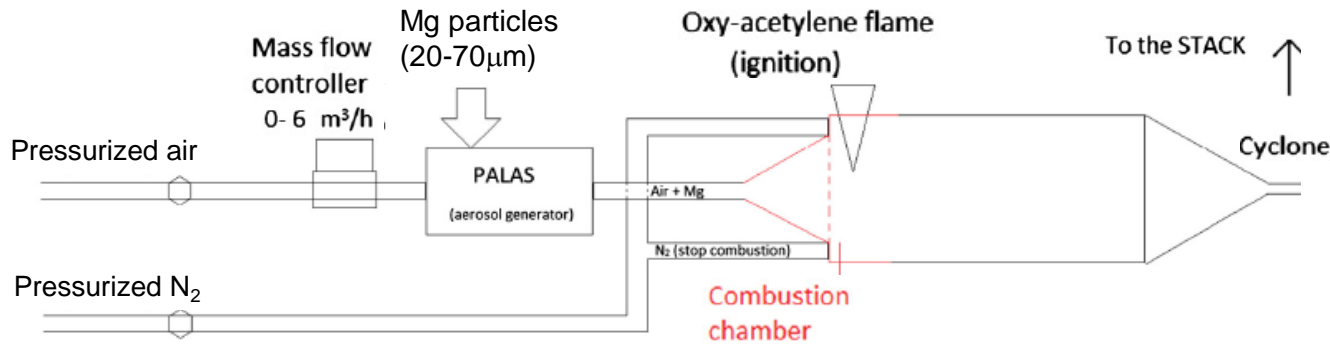 Mg particles
(20-70μm)
Oxy-acetylene flame
(ignition)
To the STACK
Mass flow
controller
0- 6 m³/h
Pressurized air
PALAS
(aerosol generator)
Air + Mg
Cyclone
N₂ (stop combustion)
Pressurized N₂
Combustion
chamber